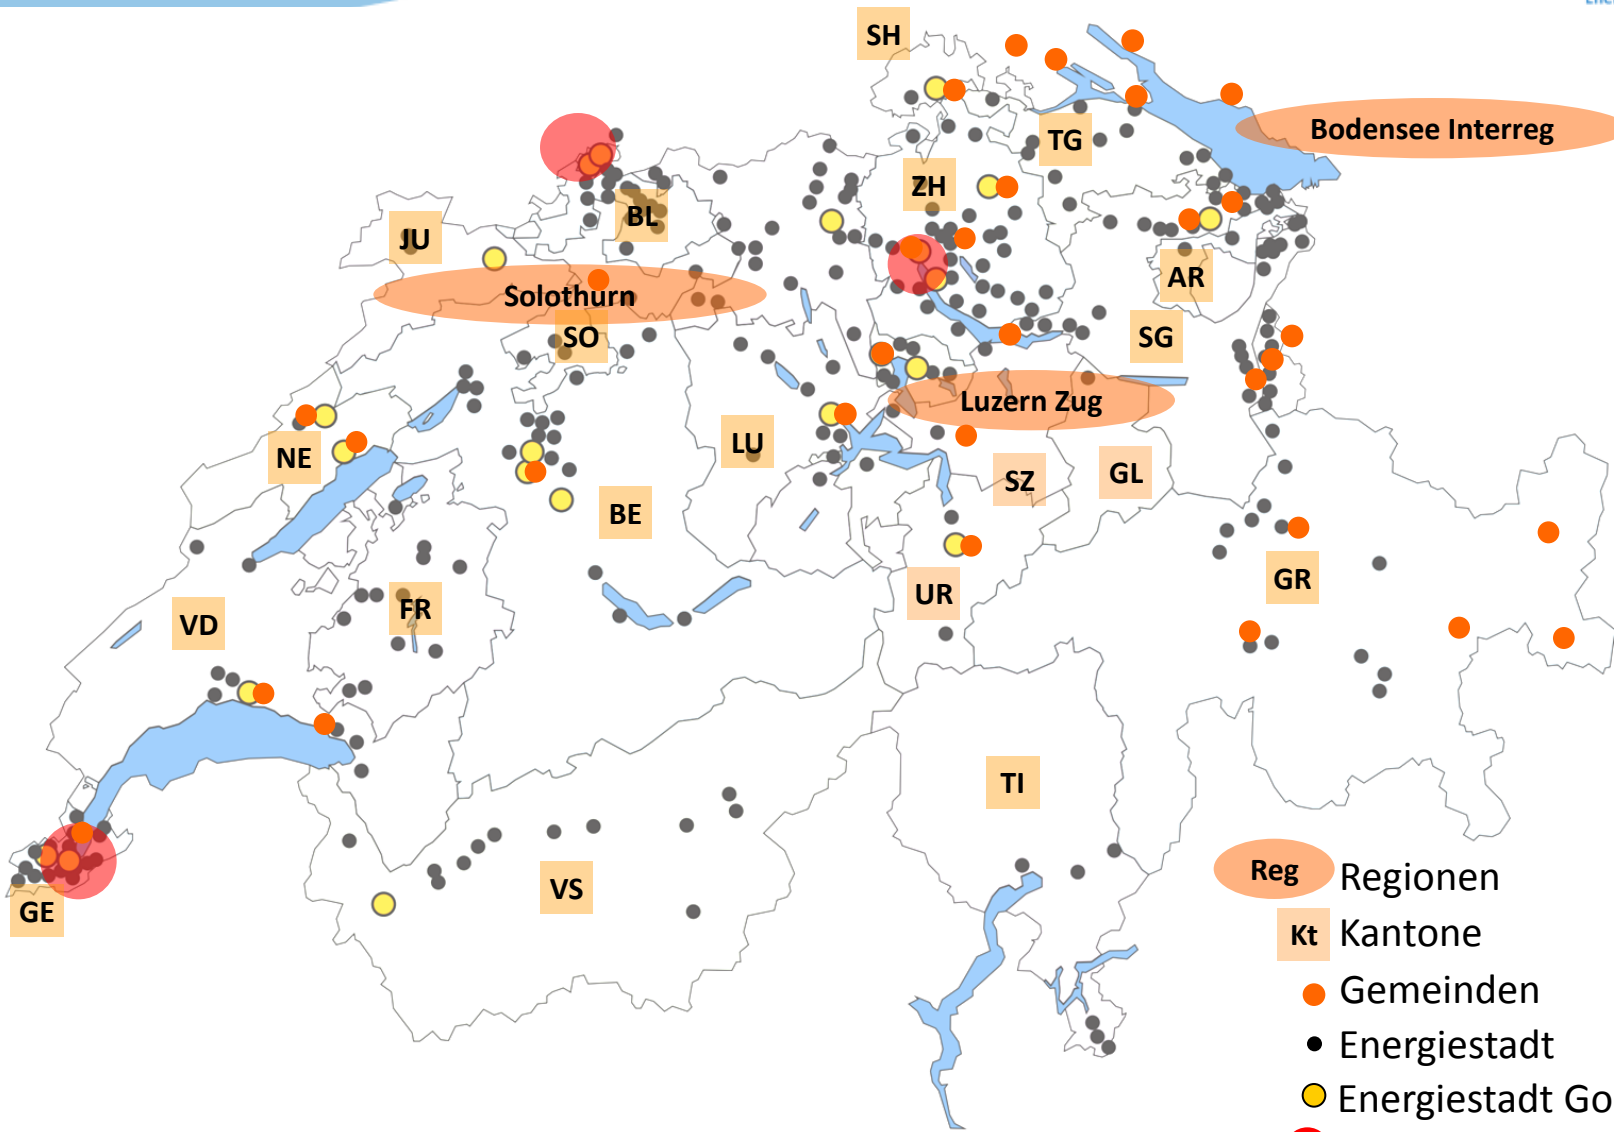 SH
Bodensee Interreg
TG
ZH
BL
JU
AR
Solothurn
SO
SG
Luzern Zug
LU
NE
SZ
GL
BE
GR
UR
FR
VD
TI
Reg Regionen
VS
GE
Kt Kantone
Gemeinden
Energiestadt
Energiestadt Go